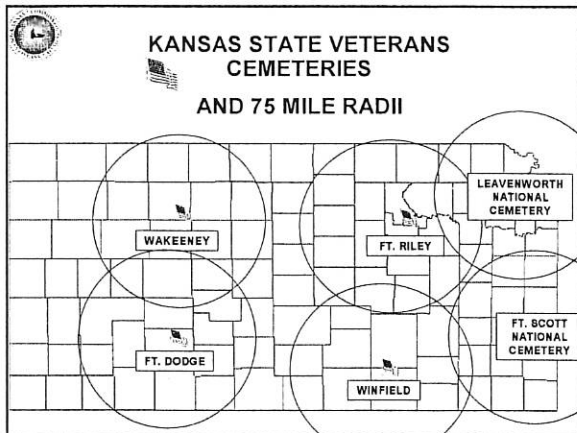 KANSAS STATE VETERANS
CEMETERIES
AND 75 MILE RADII
LEAVENWORTH
NATIONAL
CEMETERY
WAKEENEY
FT. RILEY
FT. SCOTT
NATIONAL
CEMETERY
FT. DODGE
WINFIELD